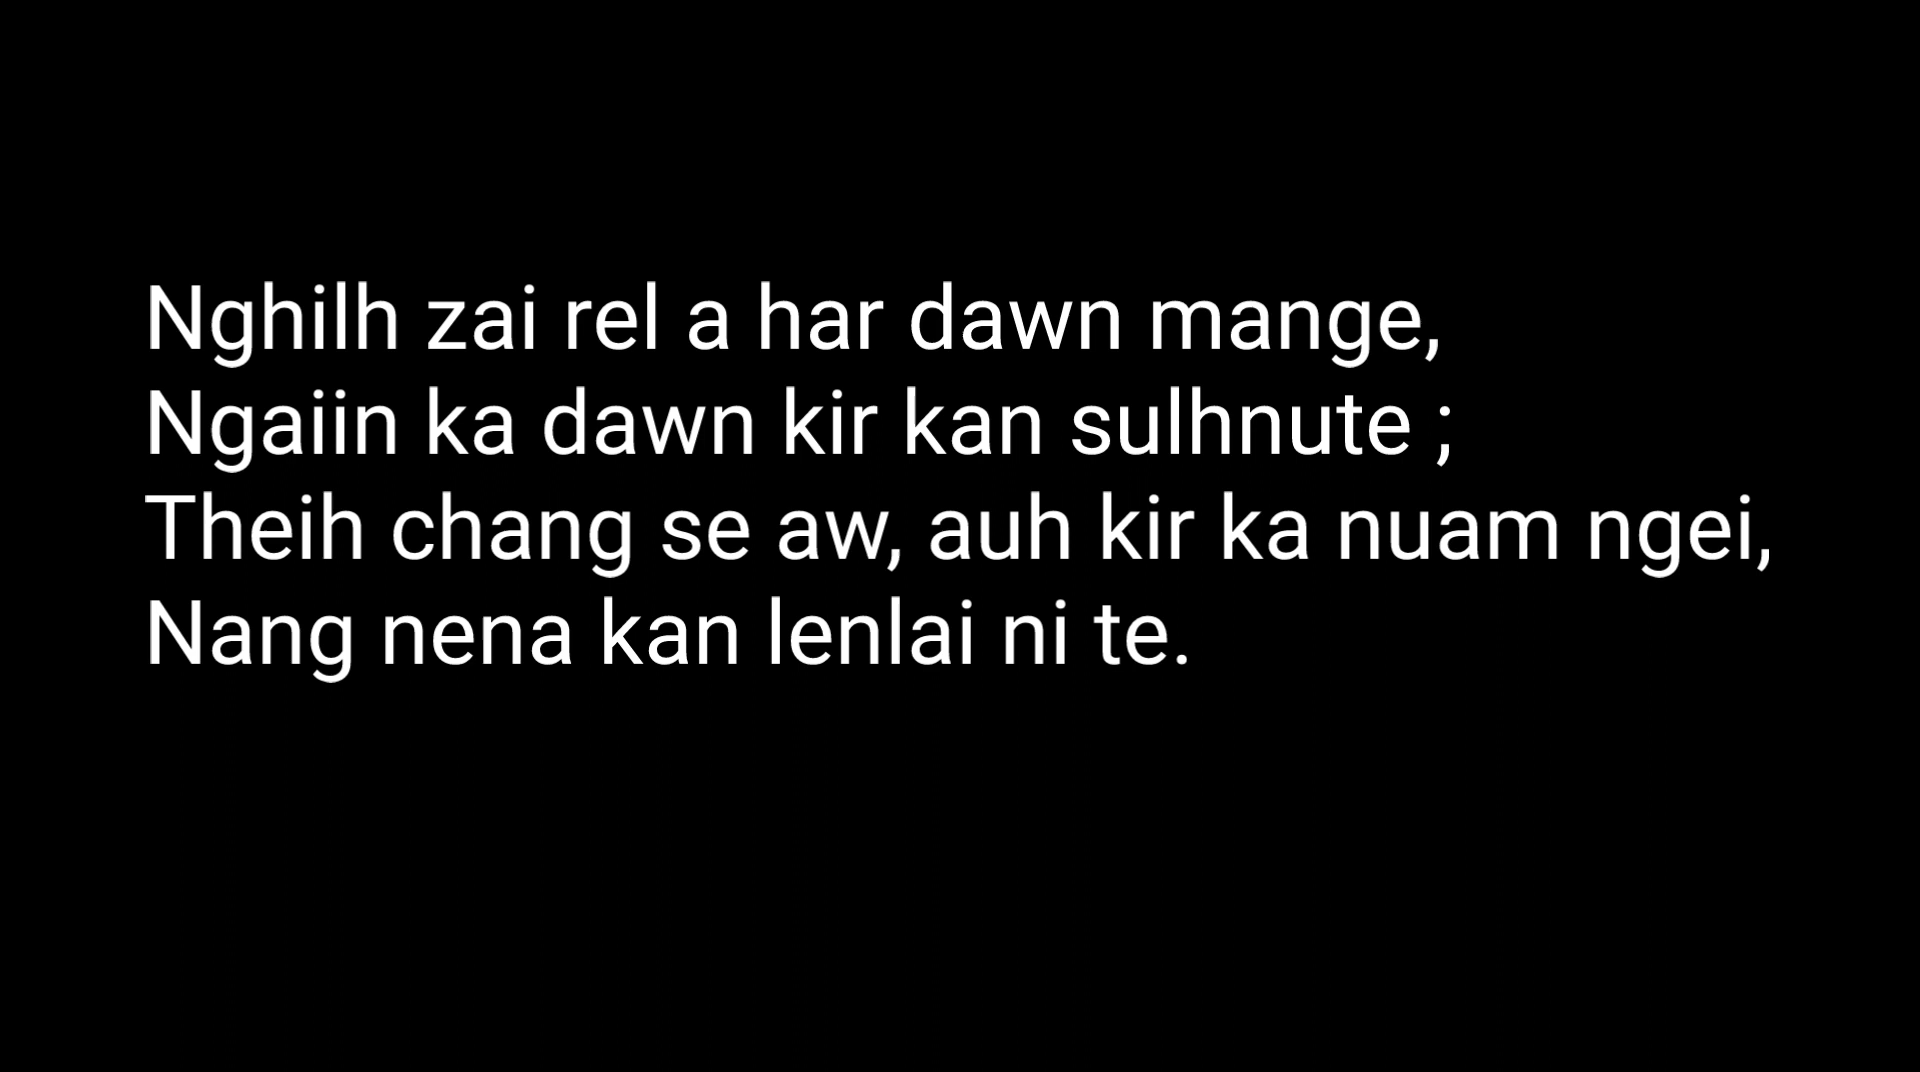 Nghilh zai rel a har dawn mange,
Ngaiin ka dawn kir kan sulhnute ;
Theih chang se aw, auh kir ka nuam ngei,
Nang nena kan lenlai ni te.